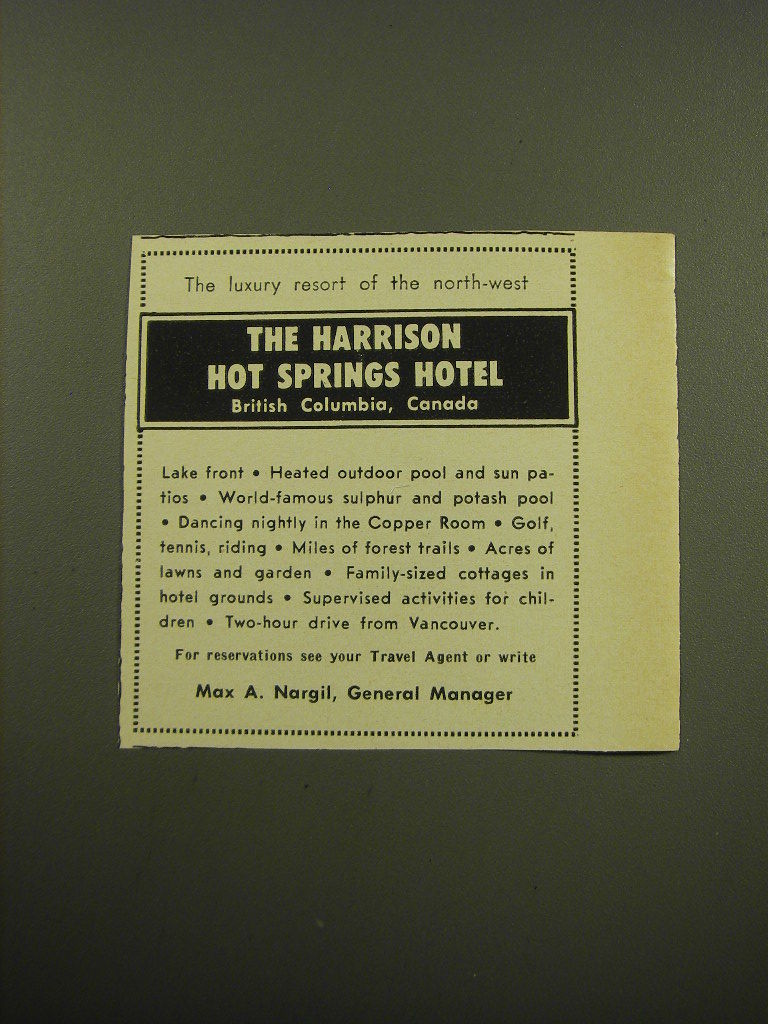 The luxury resort of the north-west
THE HARRISON
HOT SPRINGS HOTEL
British Columbia, Canada
Lake front • Heated outdoor pool and sun pa-
tios • World-famous sulphur and potash pool
• Dancing nightly in the Copper Room • Golf,
tennis, riding • Miles of forest trails • Acres of
lawns and garden • Family-sized cottages in
hotel grounds • Supervised activities for chil-
dren • Two-hour drive from Vancouver.
For reservations see your Travel Agent or write
Max A. Nargil, General Manager